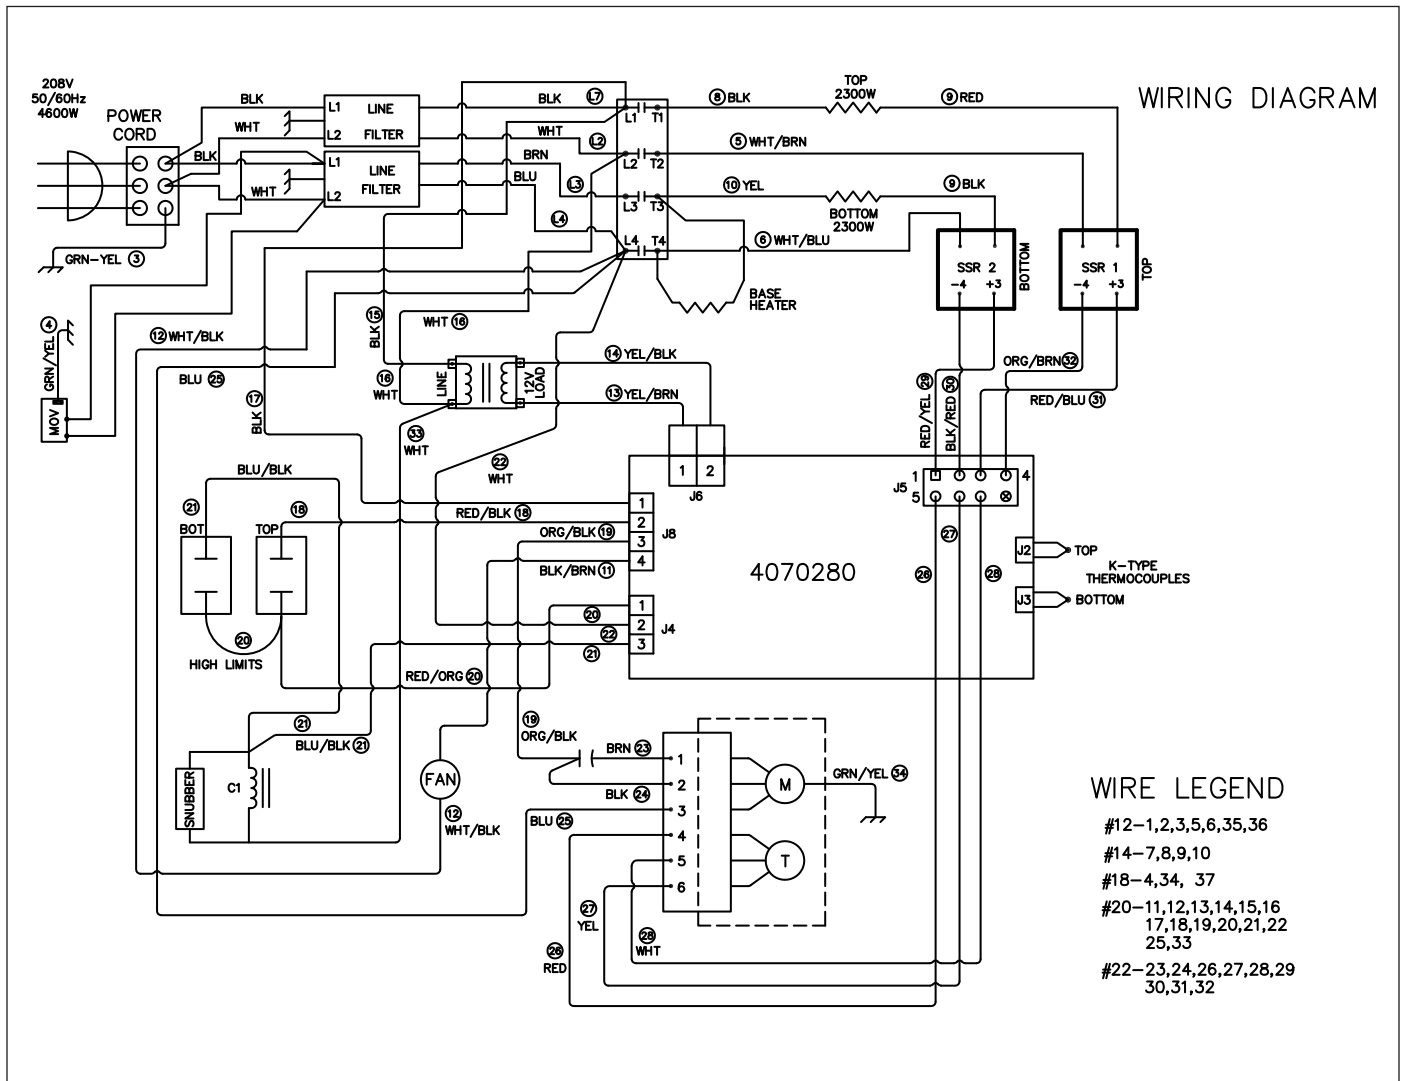 WIRING DIAGRAM
208V
50/60Hz
4600W
POWER
CORD
BLK
WHT
L1
LINE
L2
FILTER
BLK
WHT
L1
LINE
L2
FILTER
BLK
L7
WHT
L2
BRN
L3
BLU
L4
L1 T1
L2 T2
L3 T3
L4 T4
8 BLK
TOP
2300W
9 RED
5 WHT/BRN
10 YEL
BOTTOM
2300W
9 BLK
6 WHT/BLU
BASE
HEATER
SSR 2
-4 +3
BOTTOM
SSR 1
-4 +3
TOP
GRN-YEL 3
4
GRN/YEL
MOV
12 WHT/BLK
BLU 25
17
BLK
15
BLK
WHT 16
16
WHT
LINE
12V
LOAD
14 YEL/BLK
13 YEL/BRN
33
WHT
22
WHT
29
RED/YEL
30
BLK/RED
ORG/BRN 32
RED/BLU 31
1 2
J6
J5
1 4
5
BLU/BLK
21
BOT
18
TOP
20
HIGH LIMITS
RED/BLK 18
ORG/BLK 19
BLK/BRN 11
1
2
3
4
J8
1
2
3
J4
20
22
21
4070280
26
27
28
J2
TOP
K-TYPE
THERMOCOUPLES
J3
BOTTOM
RED/ORG 20
21
BLU/BLK 21
SNUBBER
C1
FAN
12
WHT/BLK
19
ORG/BLK
BRN 23
BLK 24
BLU 25
1
2
3
4
5
6
M
T
GRN/YEL 34
27
YEL
28
WHT
26
RED
WIRE LEGEND
#12-1,2,3,5,6,35,36
#14-7,8,9,10
#18-4,34, 37
#20-11,12,13,14,15,16
17,18,19,20,21,22
25,33
#22-23,24,26,27,28,29
30,31,32